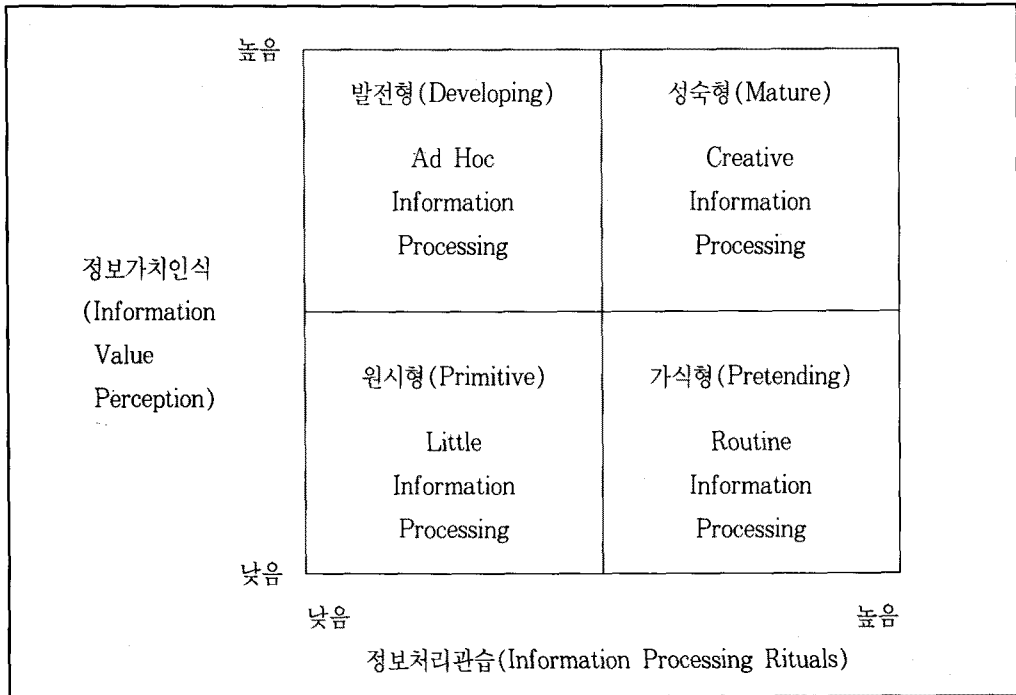 높음
발전형(Developing)
Ad Hoc
Information
Processing
성숙형(Mature)
Creative
Information
Processing
정보가치인식
(Information
Value
Perception)
원시형(Primitive)
Little
Information
Processing
가식형(Pretending)
Routine
Information
Processing
낮음
낮음 높음
정보처리관습(Information Processing Rituals)